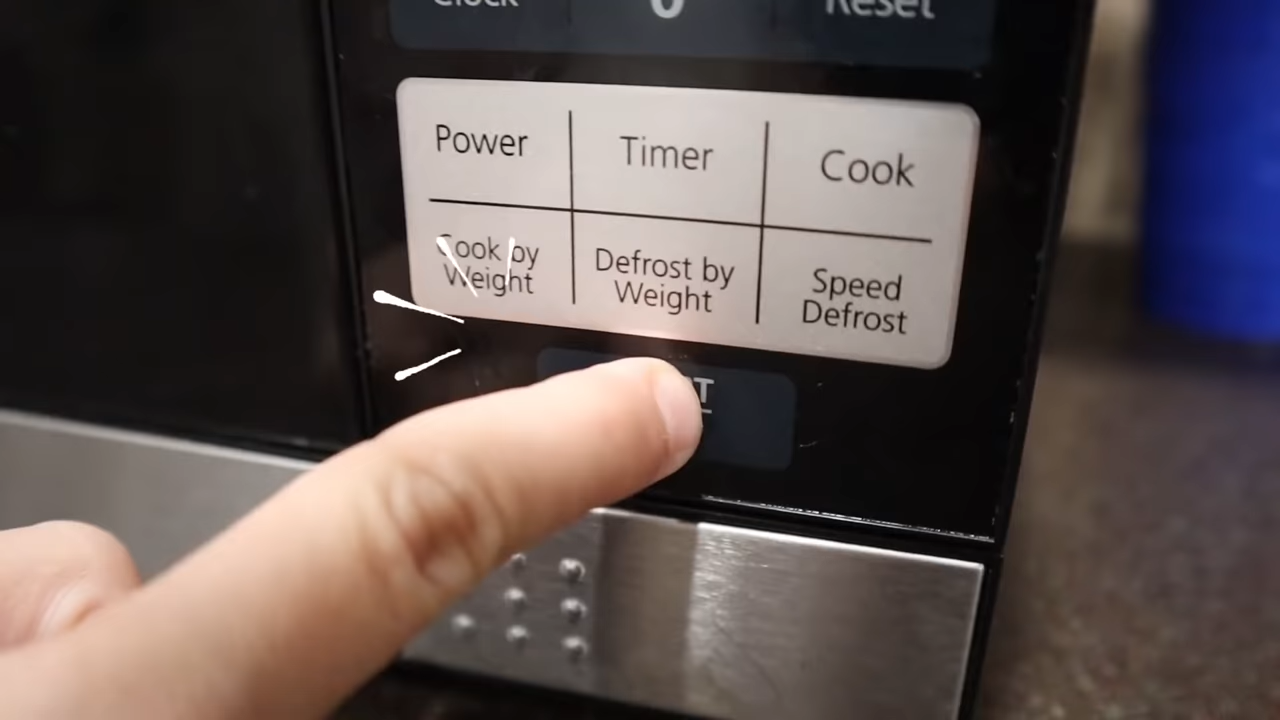 Clock 0 Reset
Power Timer Cook
Cook by Defrost by Speed
Weight Weight Defrost